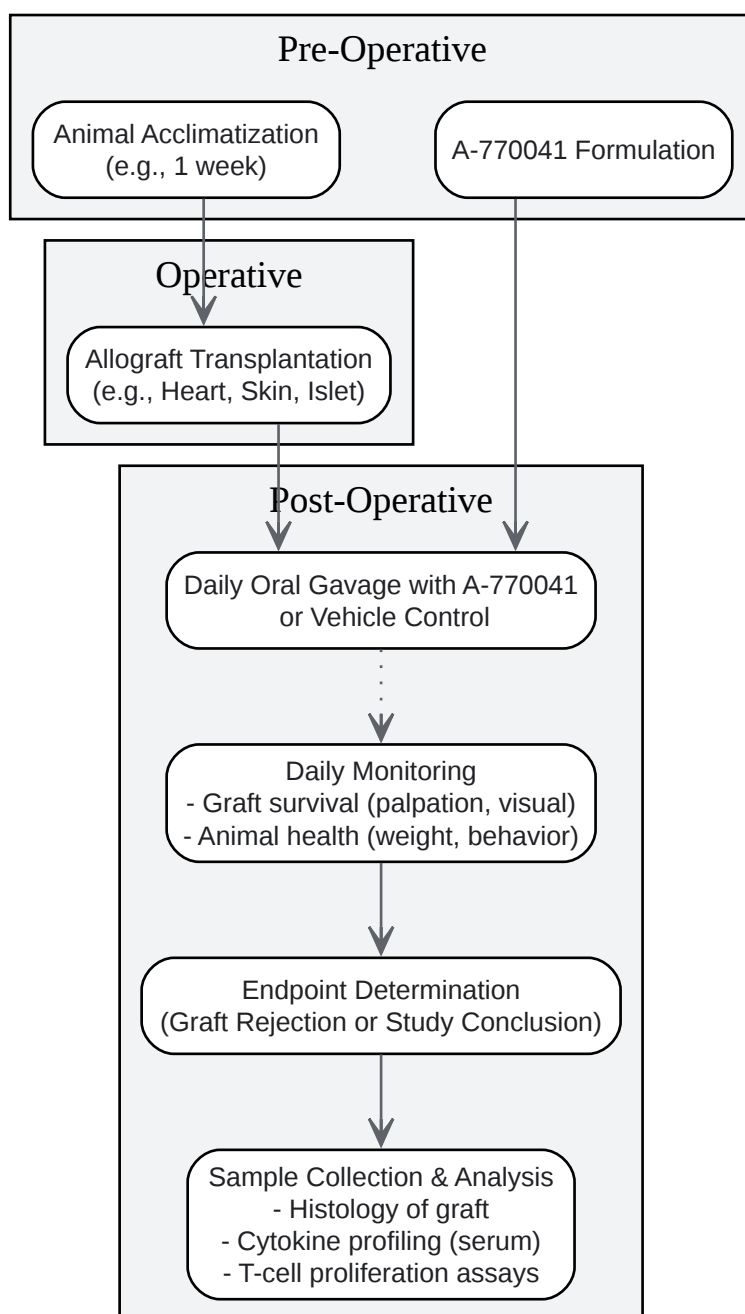 Pre-Operative
Animal Acclimatization
(e.g., 1 week)
A-770041 Formulation
Operative
Allograft Transplantation
(e.g., Heart, Skin, Islet)
Post-Operative
Daily Oral Gavage with A-770041
or Vehicle Control
Daily Monitoring
- Graft survival (palpation, visual)
- Animal health (weight, behavior)
Endpoint Determination
(Graft Rejection or Study Conclusion)
Sample Collection & Analysis
- Histology of graft
- Cytokine profiling (serum)
- T-cell proliferation assays